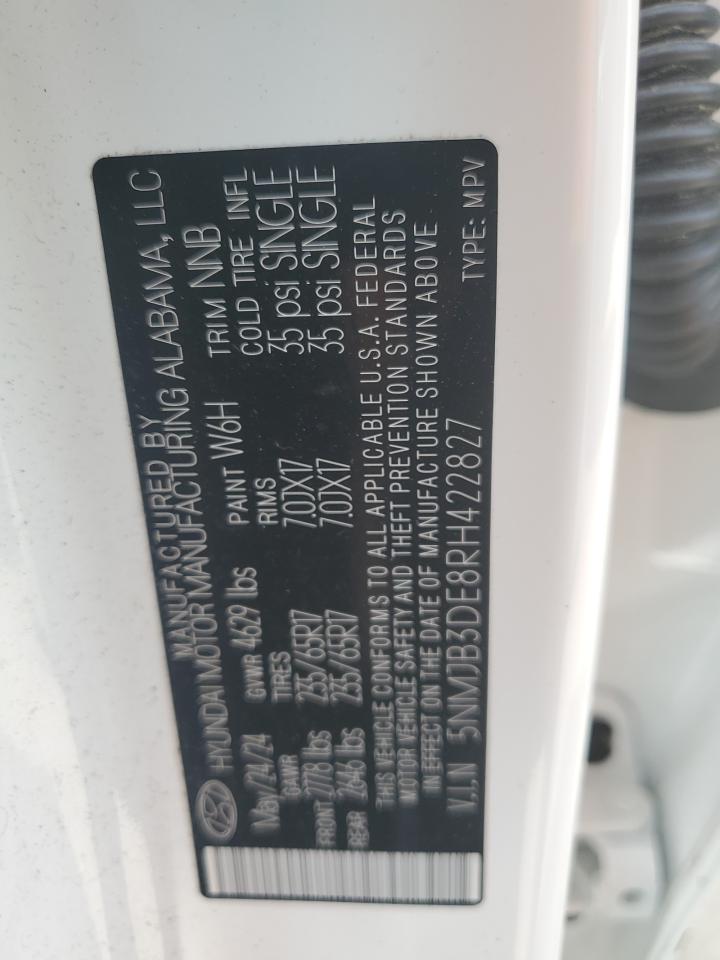 MANUFACTURED BY
HYUNDAI MOTOR MANUFACTURING ALABAMA, LLC
May/24/24 GVWR 4629 lbs PAINT W6H TRIM NNB
GAWR TIRES RIMS COLD TIRE INFL
FRONT 2778 lbs 235/65R17 7.0JX17 35 psi SINGLE
REAR 2646 lbs 235/65R17 7.0JX17 35 psi SINGLE
THIS VEHICLE CONFORMS TO ALL APPLICABLE U.S.A. FEDERAL
MOTOR VEHICLE SAFETY AND THEFT PREVENTION STANDARDS
IN EFFECT ON THE DATE OF MANUFACTURE SHOWN ABOVE
V.I.N 5NMJB3DE8RH422827 TYPE: MPV